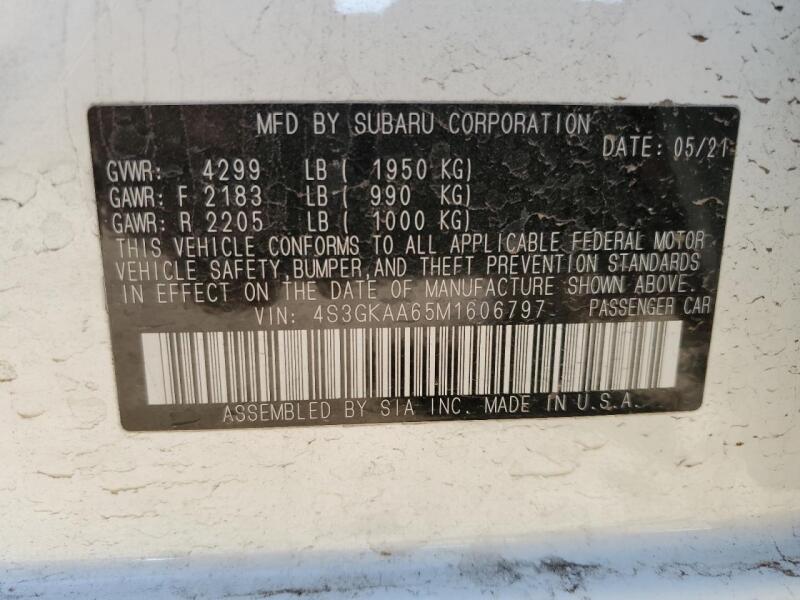 MFD BY SUBARU CORPORATION
DATE: 05/21
GVWR: 4299 LB ( 1950 KG)
GAWR: F 2183 LB ( 990 KG)
GAWR: R 2205 LB ( 1000 KG)
THIS VEHICLE CONFORMS TO ALL APPLICABLE FEDERAL MOTOR
VEHICLE SAFETY, BUMPER, AND THEFT PREVENTION STANDARDS
IN EFFECT ON THE DATE OF MANUFACTURE SHOWN ABOVE.
VIN: 4S3GKAA65M1606797 PASSENGER CAR
ASSEMBLED BY SIA INC. MADE IN U.S.A.